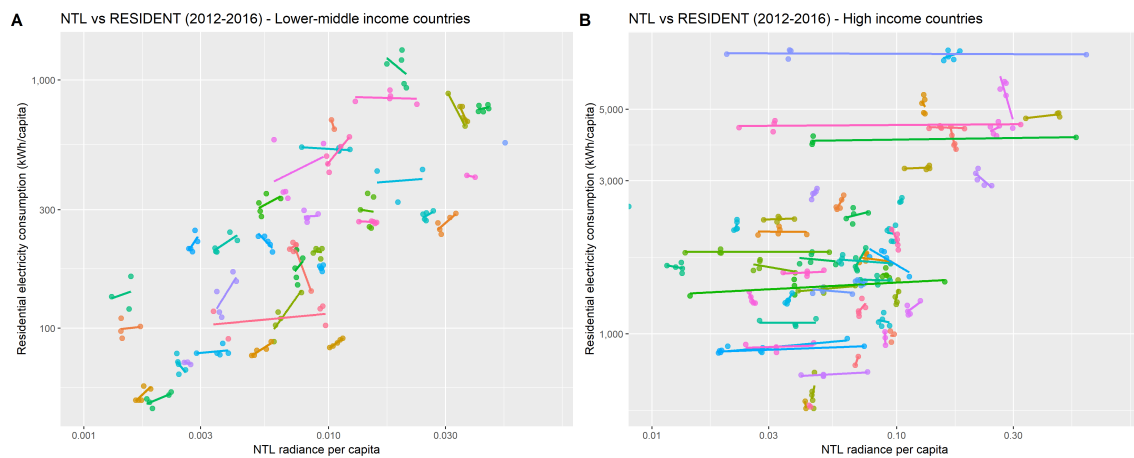 A
NTL vs RESIDENT (2012-2016) - Lower-middle income countries
Residential electricity consumption (kWh/capita)
1,000
300
100
0.001
0.003
0.010
0.030
NTL radiance per capita
B
NTL vs RESIDENT (2012-2016) - High income countries
Residential electricity consumption (kWh/capita)
5,000
3,000
1,000
0.01
0.03
0.10
0.30
NTL radiance per capita